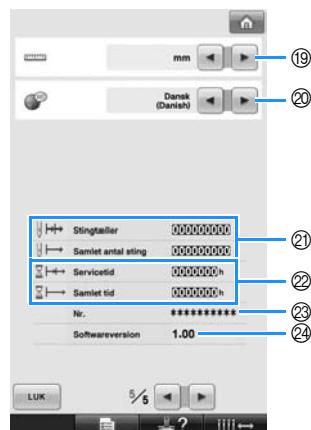 mm
⑲
Dansk
(Danish)
⑳
Stingtæller
000000000
Samlet antal sting
000000000
㉑
Servicetid
0000000h
Samlet tid
0000000h
㉒
Nr.
**********
㉓
Softwareversion
1.00
㉔
LUK
5/5
?